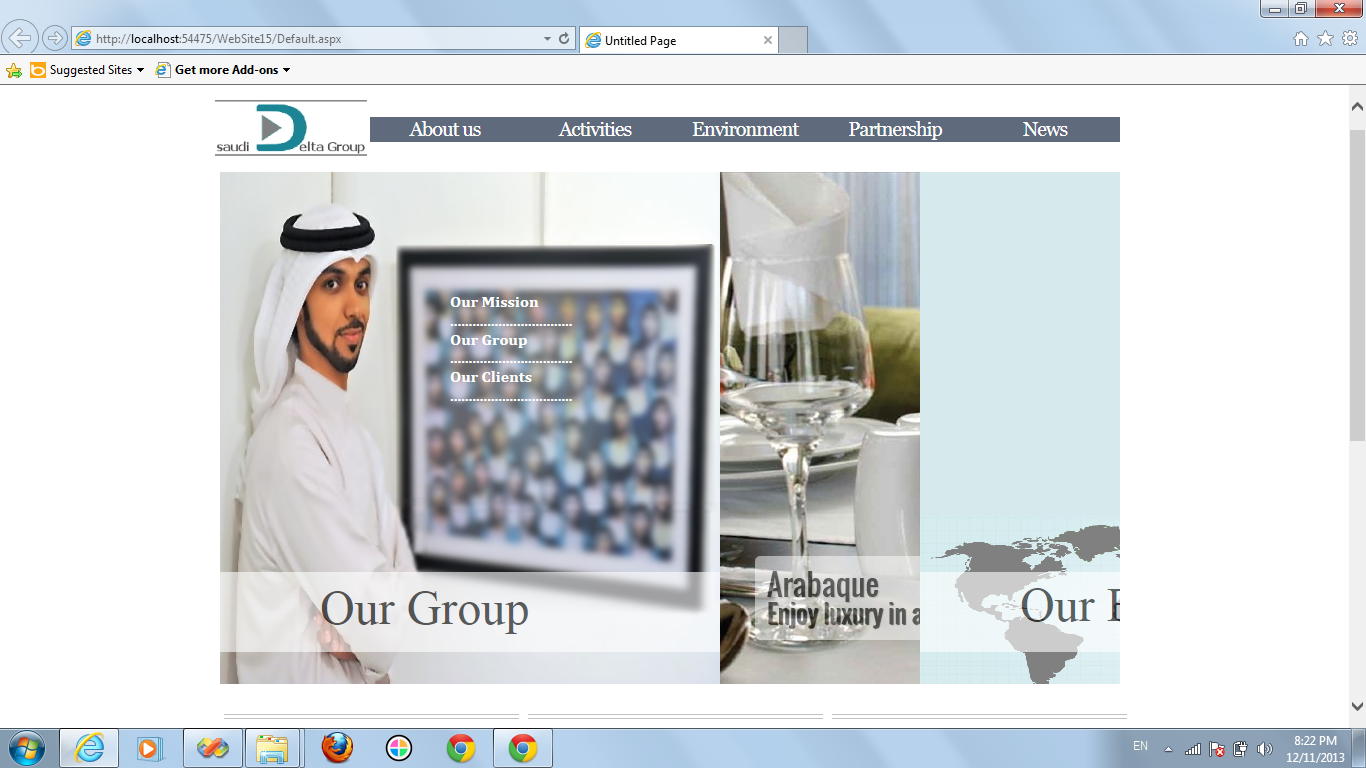 http://localhost:54475/WebSite15/Default.aspx
Untitled Page
Suggested Sites
Get more Add-ons
saudi Delta Group
About us
Activities
Environment
Partnership
News
Our Mission
Our Group
Our Clients
Our Group
Arabaque
Enjoy luxury in a
Our E
EN
8:22 PM
12/11/2013